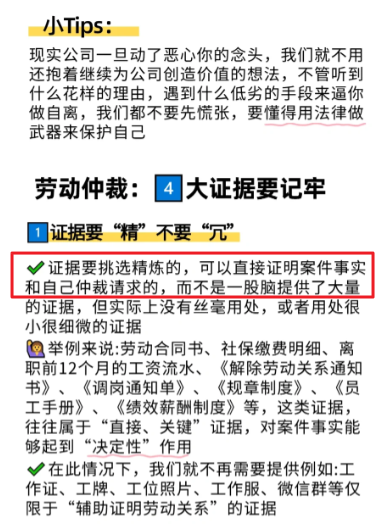 小Tips：
现实公司一旦动了恶心你的念头，我们就不用
还抱着继续为公司创造价值的想法，不管听到
什么花样的理由，遇到什么低劣的手段来逼你
做自离，我们都不要先慌张，要懂得用法律做
武器来保护自己
劳动仲裁：4大证据要记牢
1证据要“精”不要“冗”
✔证据要挑选精炼的，可以直接证明案件事实
和自己仲裁请求的，而不是一股脑提供了大量
的证据，但实际上没有丝毫用处，或者用处很
小很细微的证据
🙋举例来说:劳动合同书、社保缴费明细、离
职前12个月的工资流水、《解除劳动关系通知
书》、《调岗通知单》、《规章制度》、《员
工手册》、《绩效薪酬制度》等，这类证据，
往往属于“直接、关键”证据，对案件事实能
够起到“决定性”作用
✔在此情况下，我们就不再需要提供例如:工
作证、工牌、工位照片、工作服、微信群等仅
限于“辅助证明劳动关系”的证据